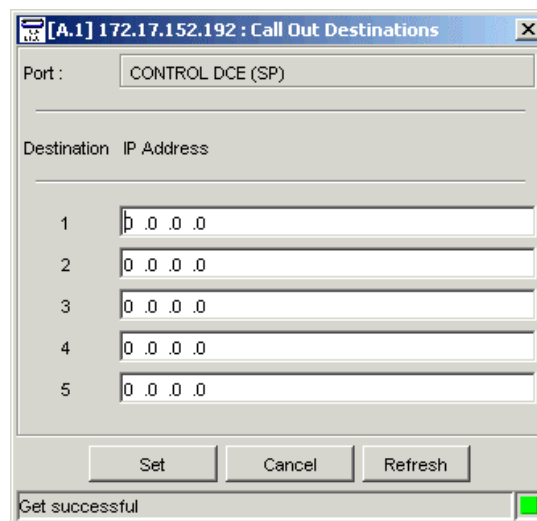 [A.1] 172.17.152.192 : Call Out Destinations
Port : CONTROL DCE (SP)
Destination IP Address
1 0 .0 .0 .0
2 0 .0 .0 .0
3 0 .0 .0 .0
4 0 .0 .0 .0
5 0 .0 .0 .0
Set Cancel Refresh
Get successful